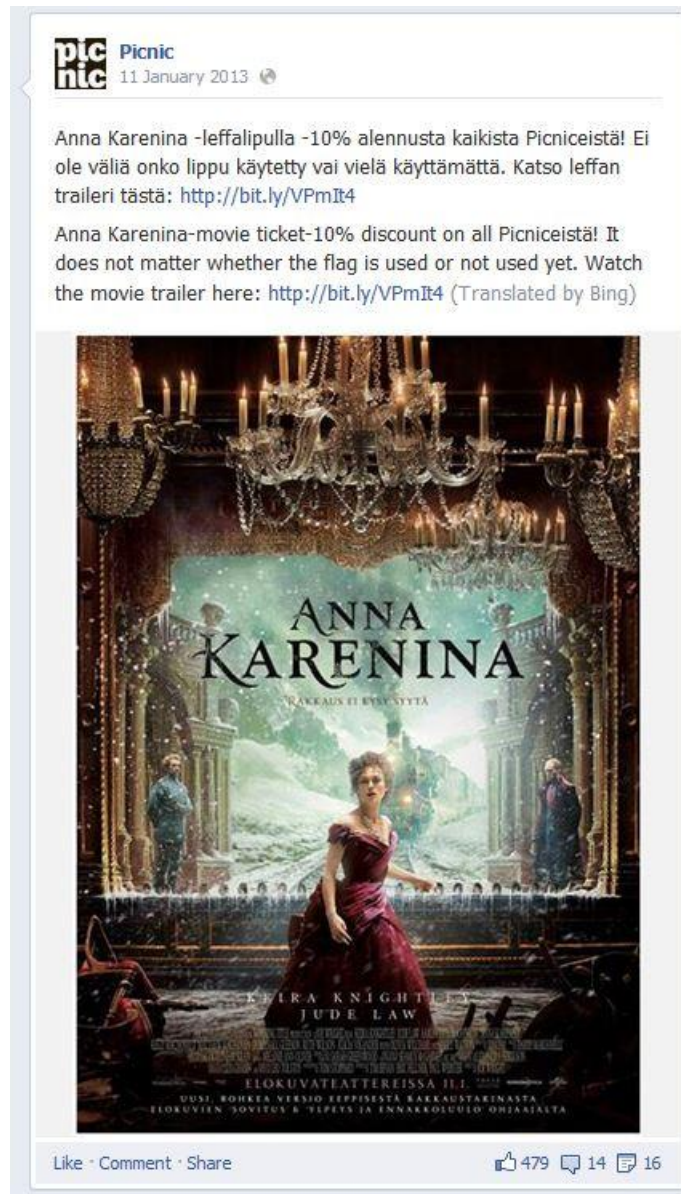 pic
nic
Picnic
11 January 2013
Anna Karenina -leffalipulla -10% alennusta kaikista Picniceistä! Ei
ole väliä onko lippu käytetty vai vielä käyttämättä. Katso leffan
traileri tästä: http://bit.ly/VPmIt4
Anna Karenina-movie ticket-10% discount on all Picniceistä! It
does not matter whether the flag is used or not used yet. Watch
the movie trailer here: http://bit.ly/VPmIt4 (Translated by Bing)
ANNA
KARENINA
RAKKAUS EI KYSY SYYTÄ
KEIRA KNIGHTLEY
JUDE LAW
ELOKUVATEATTEREISSA 11.1.
UUSI, ROHKEA VERSIO EEPPISESTÄ RAKKAUSTARINASTA
ELOKUVIEN 'SOVITUS' & 'YLPEYS JA ENNAKKOLUULO' OHJAAJALTA
Like · Comment · Share 479 14 16